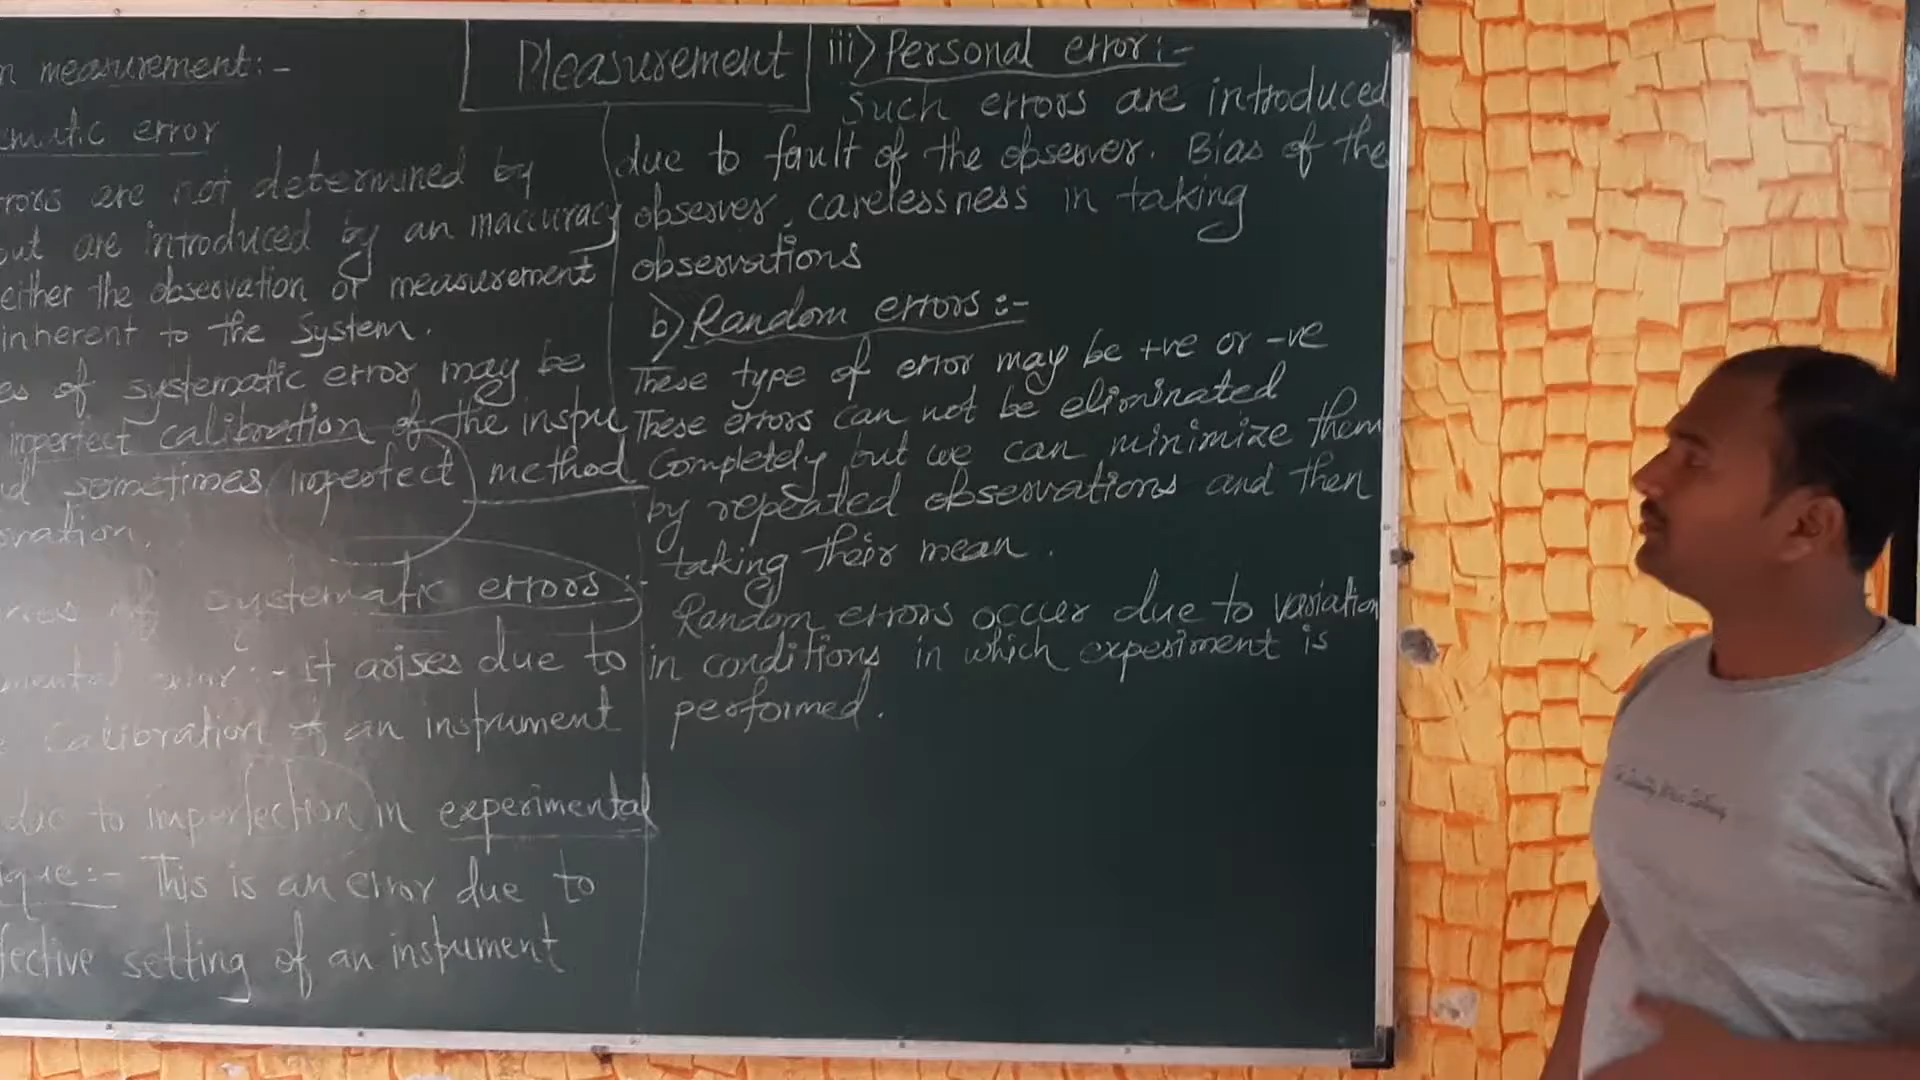 n measurement:-
ematic error
rrors are not determined by
out are introduced by an inaccuracy
either the observation or measurement
inherent to the System.
es of systematic error may be
imperfect calibration of the instru
d sometimes imperfect method
ovation.
systematic errors :-
mental error :- It arises due to
calibration of an instrument
due to imperfection in experimental
ique:- This is an error due to
fective setting of an instrument
Measurement
iii) Personal error:-
Such errors are introduced
due to fault of the observer. Bias of the
observer, carelessness in taking
observations
b) Random errors :-
These type of error may be +ve or -ve
These errors can not be eliminated
Completely but we can minimize them
by repeated observations and then
taking their mean.
Random errors occur due to variation
in conditions in which experiment is
performed.